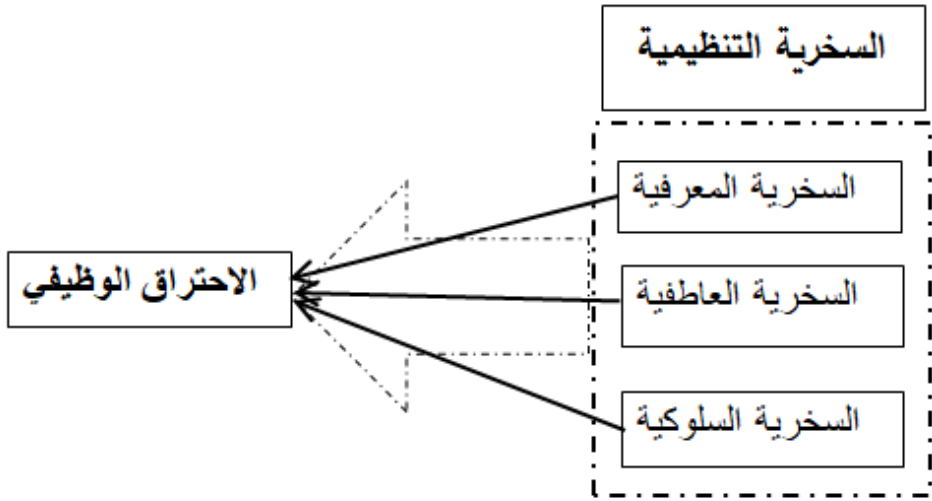 السخرية التنظيمية
السخرية المعرفية
السخرية العاطفية
السخرية السلوكية
الاحتراق الوظيفي